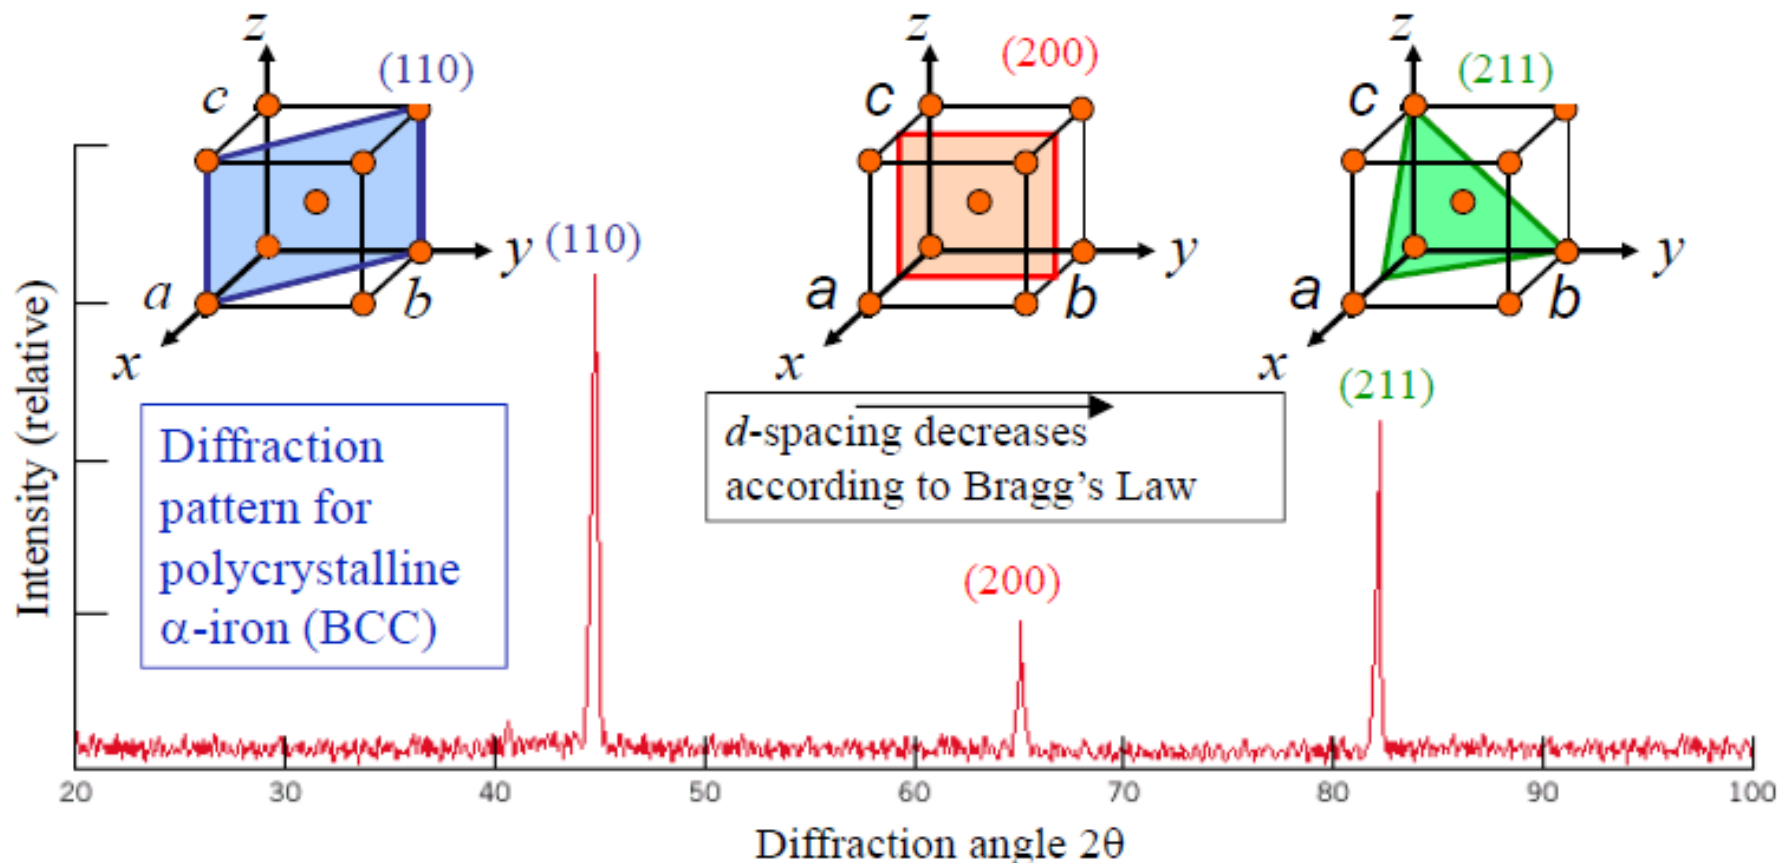 z
(110)
c
a
b
y
x
z
(200)
c
a
b
y
x
z
(211)
c
a
b
y
x
(110)
(211)
(200)
Diffraction
pattern for
polycrystalline
α-iron (BCC)
d-spacing decreases
according to Bragg’s Law
Intensity (relative)
20 30 40 50 60 70 80 90 100
Diffraction angle 2θ